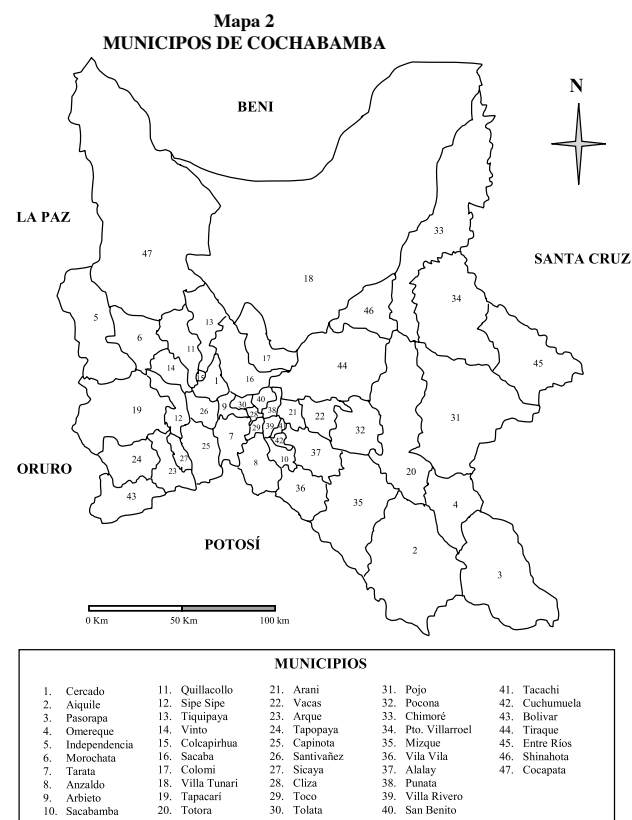 Mapa 2
MUNICIPOS DE COCHABAMBA
BENI
N
LA PAZ
33
SANTA CRUZ
47
18
34
46
5
13
6
11
17
45
14
44
15
1
16
19
26
9
30
40
38
21
22
31
12
28
32
29
39
41
7
42
25
37
24
27
8
10
20
ORURO
23
43
36
35
4
POTOSÍ
2
3
0 Km 50 Km 100 Km
MUNICIPIOS
1. Cercado 11. Quillacollo 21. Arani 31. Pojo 41. Tacachi
2. Aiquile 12. Sipe Sipe 22. Vacas 32. Pocona 42. Cuchumuela
3. Pasorapa 13. Tiquipaya 23. Arque 33. Chimoré 43. Bolivar
4. Omereque 14. Vinto 24. Tapopaya 34. Pto. Villarroel 44. Tiraque
5. Independencia 15. Colcapirhua 25. Capinota 35. Mizque 45. Entre Ríos
6. Morochata 16. Sacaba 26. Santivañez 36. Vila Vila 46. Shinahota
7. Tarata 17. Colomi 27. Sicaya 37. Alalay 47. Cocapata
8. Anzaldo 18. Villa Tunari 28. Cliza 38. Punata
9. Arbieto 19. Tapacarí 29. Toco 39. Villa Rivero
10. Sacabamba 20. Totora 30. Tolata 40. San Benito